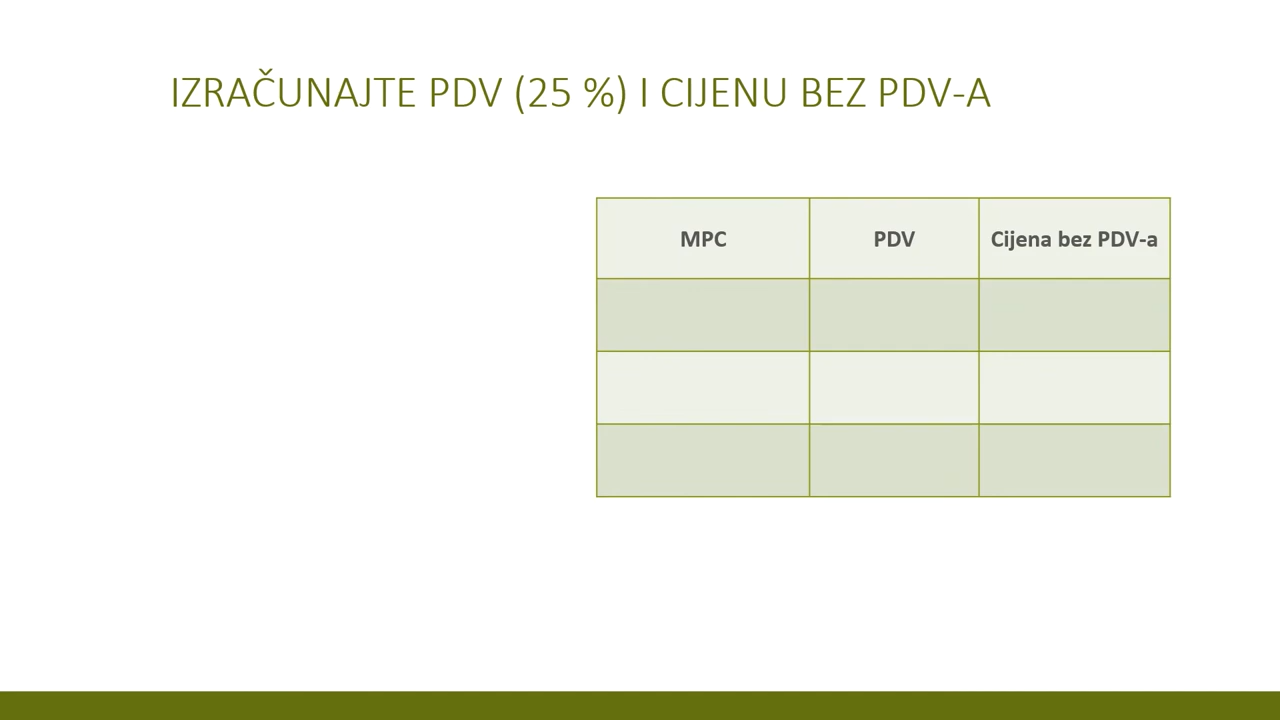 IZRAČUNAJTE PDV (25 %) I CIJENU BEZ PDV-A
MPC PDV Cijena bez PDV-a